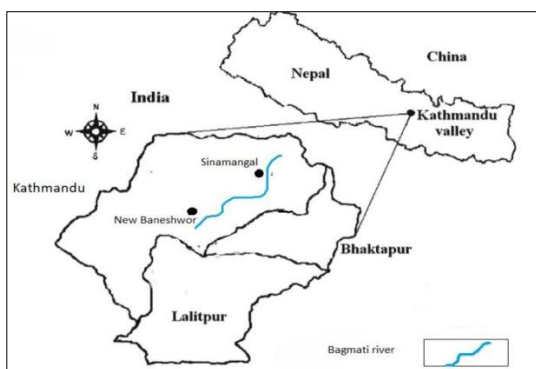 China
Nepal
India
N
W E
S
Kathmandu
valley
Sinamangal
Kathmandu
New Baneshwor
Bhaktapur
Lalitpur
Bagmati river